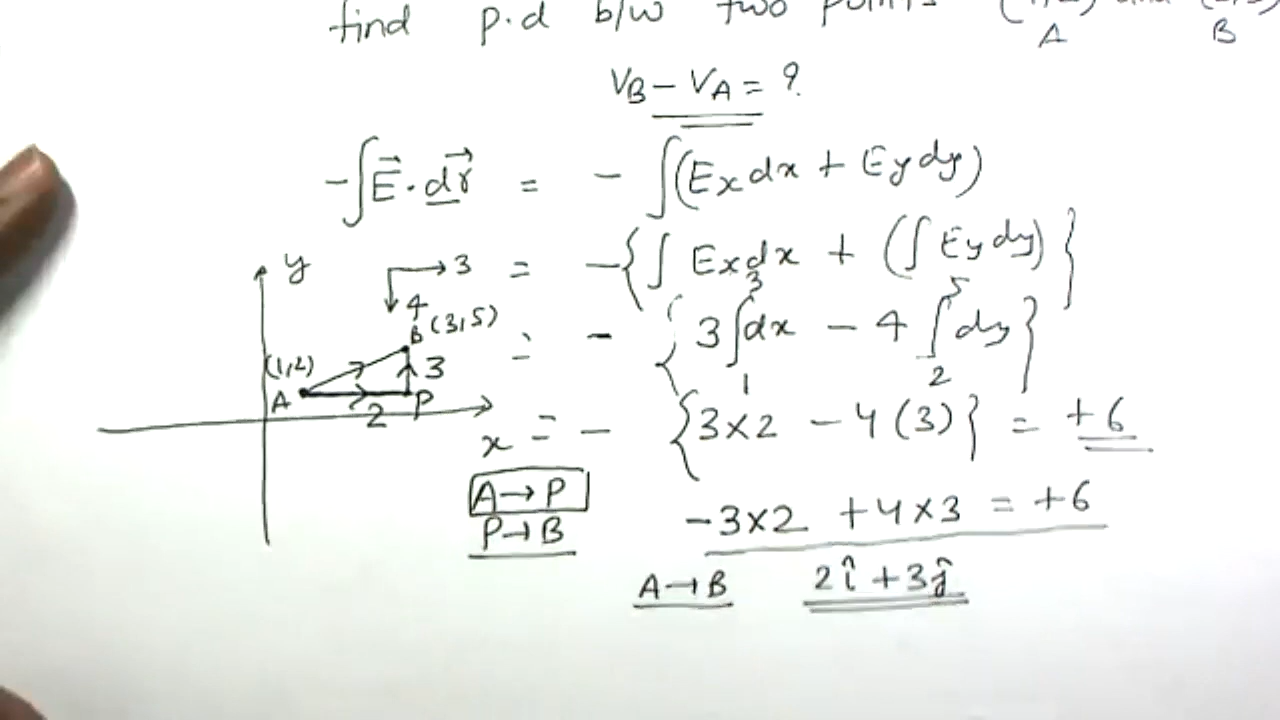 find p.d b/w two points
A B
V_B – V_A = ?
-∫E⃗·dr⃗ = - ∫(Ex dx + Ey dy)
= -{∫ Ex dx + (∫ Ey dy)}
= - {3 ∫₁³ dx – 4 ∫₂⁵ dy}
= - {3×2 – 4(3)} = +6
-3×2 +4×3 = +6
A→B 2î + 3ĵ
y
3
4
B (3,5)
(1,2)
A
3
2
P
x
A→P
P→B